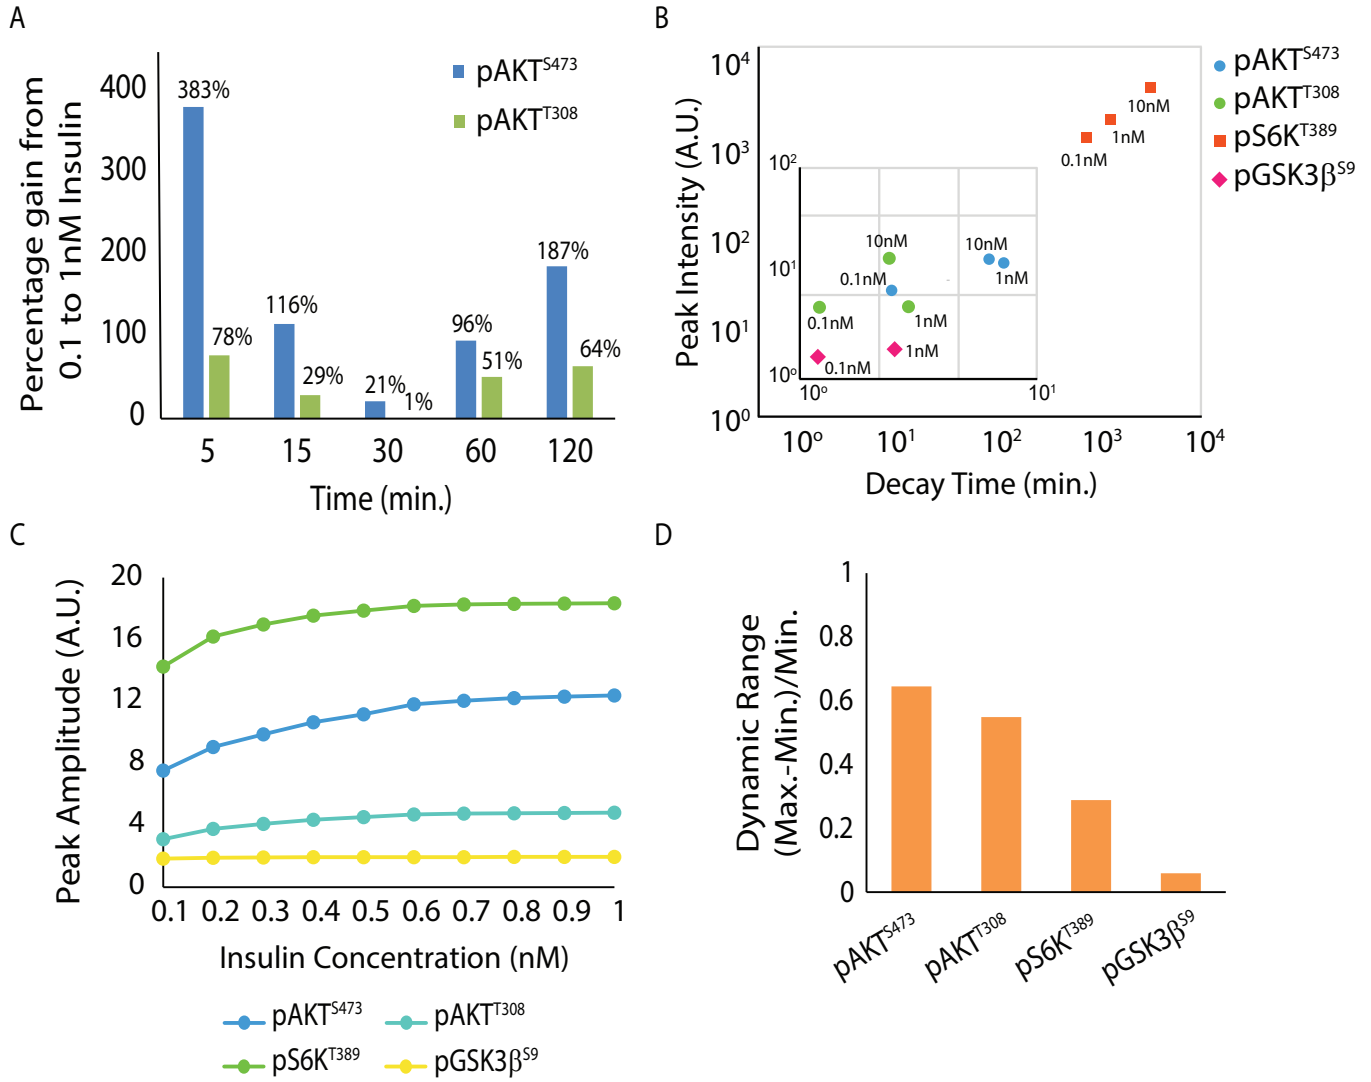 A
Percentage gain from
0.1 to 1nM Insulin
400
300
200
100
0
383%
78%
116%
29%
21%
1%
96%
51%
187%
64%
pAKTS473
pAKTT308
5 15 30 60 120
Time (min.)
B
Peak Intensity (A.U.)
10⁴
10³
10²
10¹
10⁰
10⁰ 10¹ 10² 10³ 10⁴
Decay Time (min.)
10nM
1nM
0.1nM
10²
10¹
10⁰
10⁰ 10¹
10nM
10nM
0.1nM
1nM
0.1nM
1nM
1nM
0.1nM
pAKTS473
pAKTT308
pS6KT389
pGSK3βS9
C
Peak Amplitude (A.U.)
20
16
12
8
4
0
0.1 0.2 0.3 0.4 0.5 0.6 0.7 0.8 0.9 1
Insulin Concentration (nM)
pAKTS473 pAKTT308
pS6KT389 pGSK3βS9
D
Dynamic Range
(Max.-Min.)/Min.
1
0.8
0.6
0.4
0.2
0
pAKTS473
pAKTT308
pS6KT389
pGSK3βS9